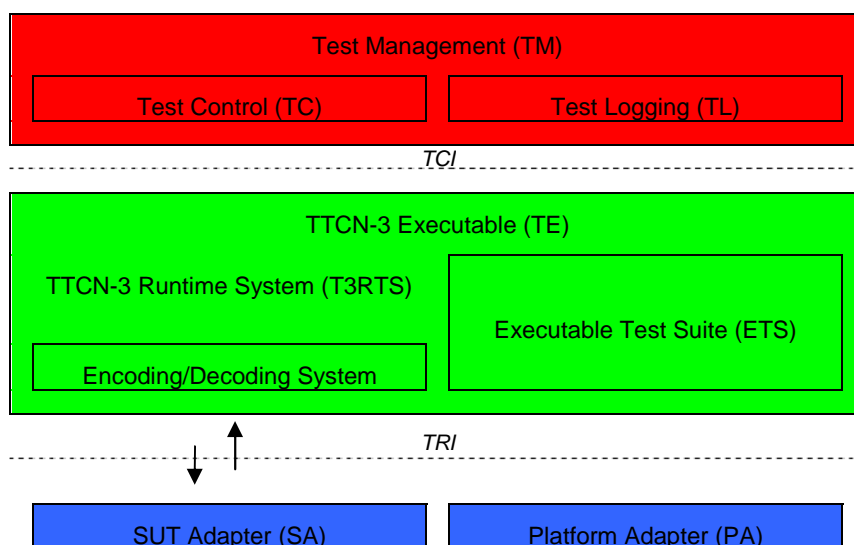 Test Management (TM)
Test Control (TC)
Test Logging (TL)
TCI
TTCN-3 Executable (TE)
TTCN-3 Runtime System (T3RTS)
Executable Test Suite (ETS)
Encoding/Decoding System
TRI
SUT Adapter (SA)
Platform Adapter (PA)